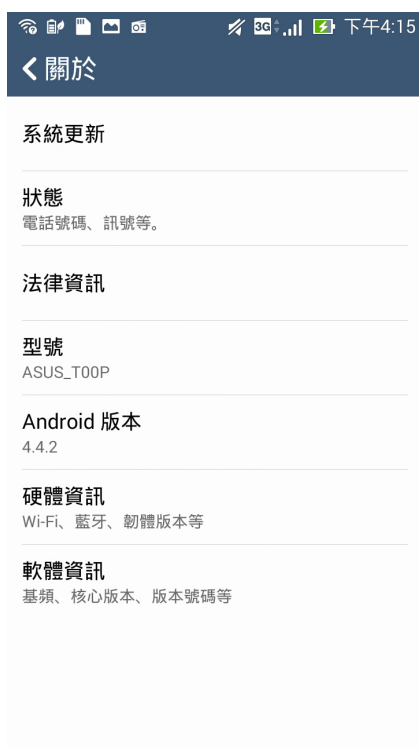 3G 下午4:15
關於
系統更新
狀態
電話號碼、訊號等。
法律資訊
型號
ASUS_T00P
Android 版本
4.4.2
硬體資訊
Wi-Fi、藍牙、韌體版本等
軟體資訊
基頻、核心版本、版本號碼等